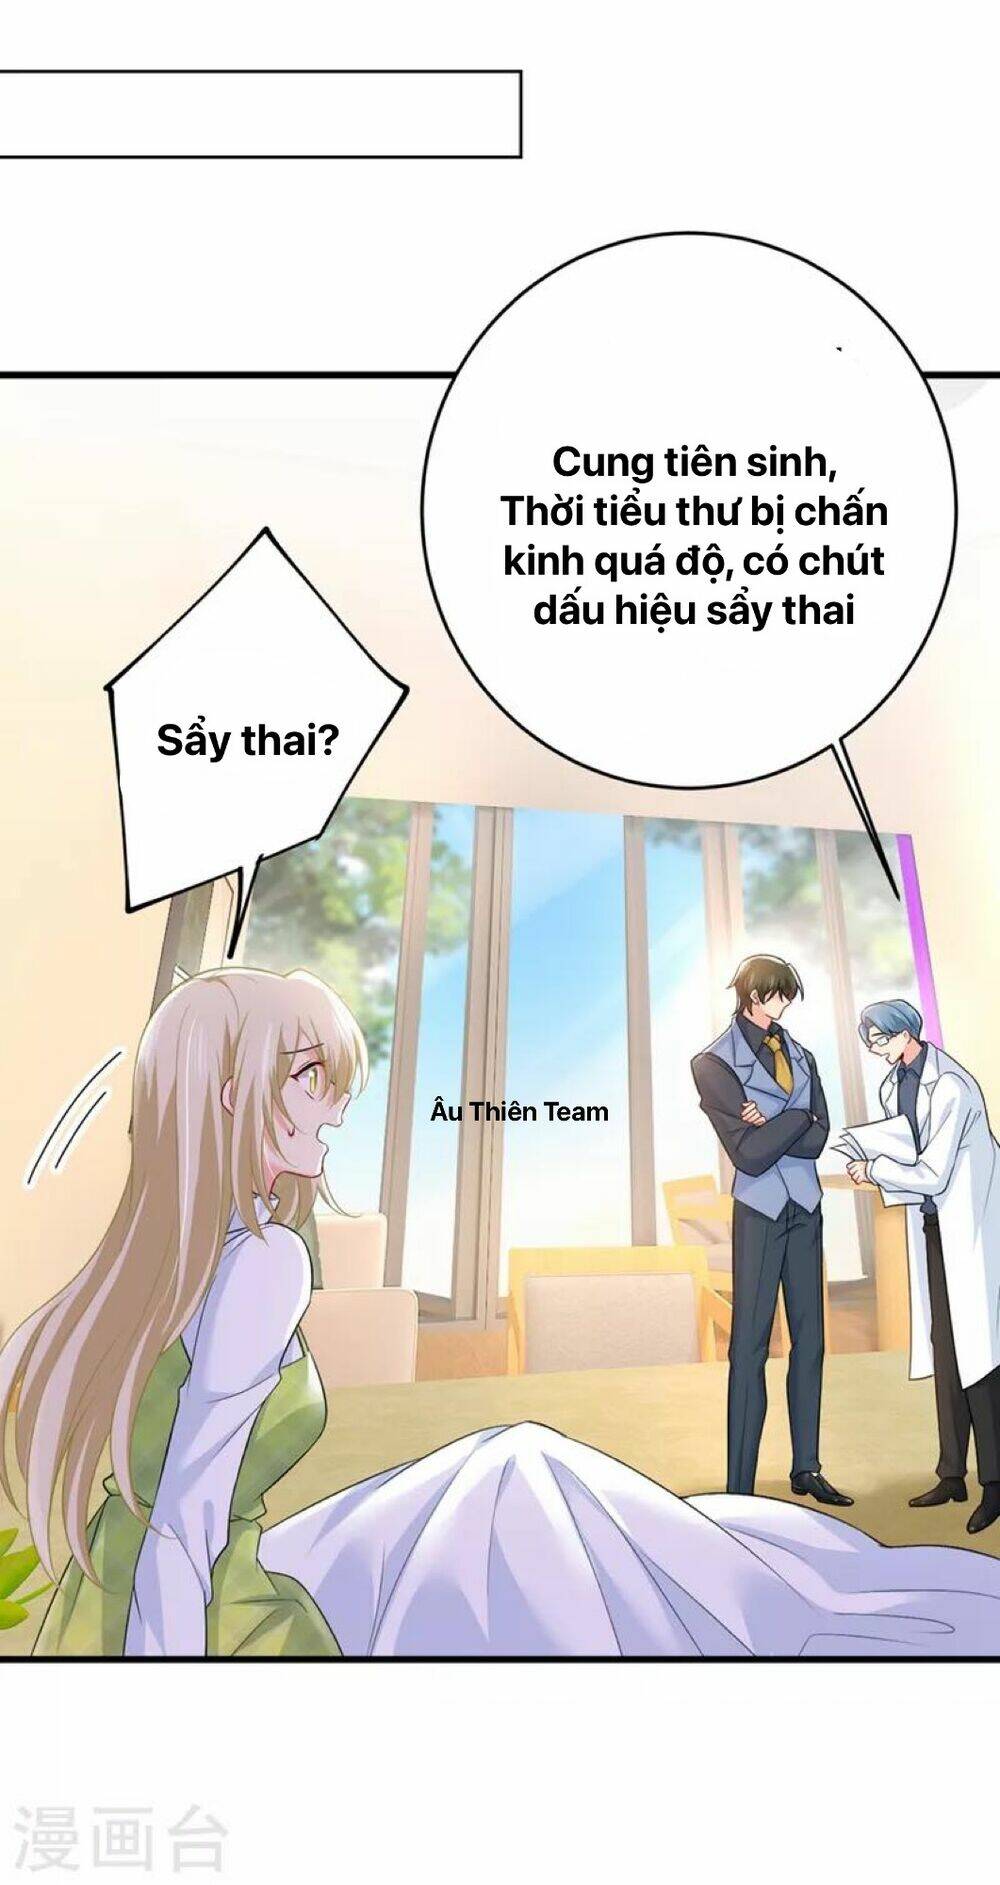 Cung tiên sinh,
Thời tiểu thư bị chấn
kinh quá độ, có chút
dấu hiệu sẩy thai
Sẩy thai?
Âu Thiên Team
漫画台